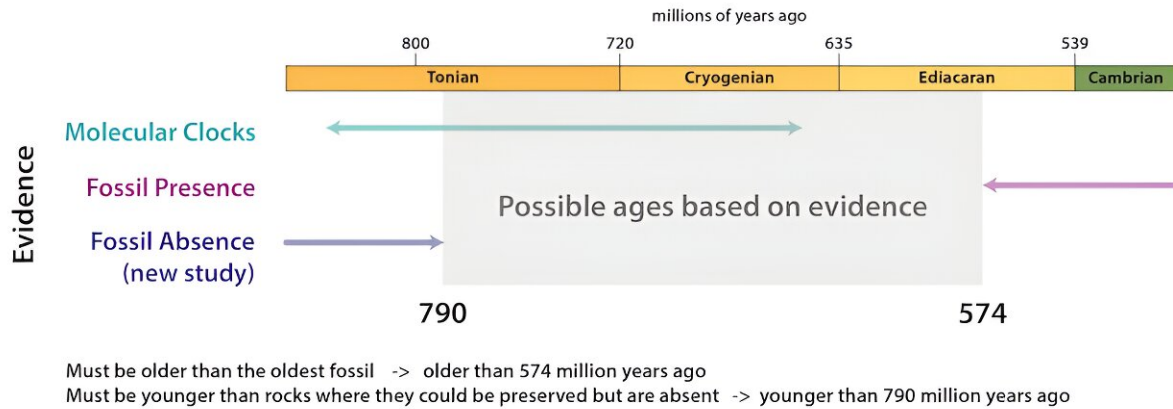 millions of years ago
800 720 635 539
Tonian Cryogenian Ediacaran Cambrian
Evidence
Molecular Clocks
Fossil Presence
Possible ages based on evidence
Fossil Absence
(new study)
790 574
Must be older than the oldest fossil -> older than 574 million years ago
Must be younger than rocks where they could be preserved but are absent -> younger than 790 million years ago